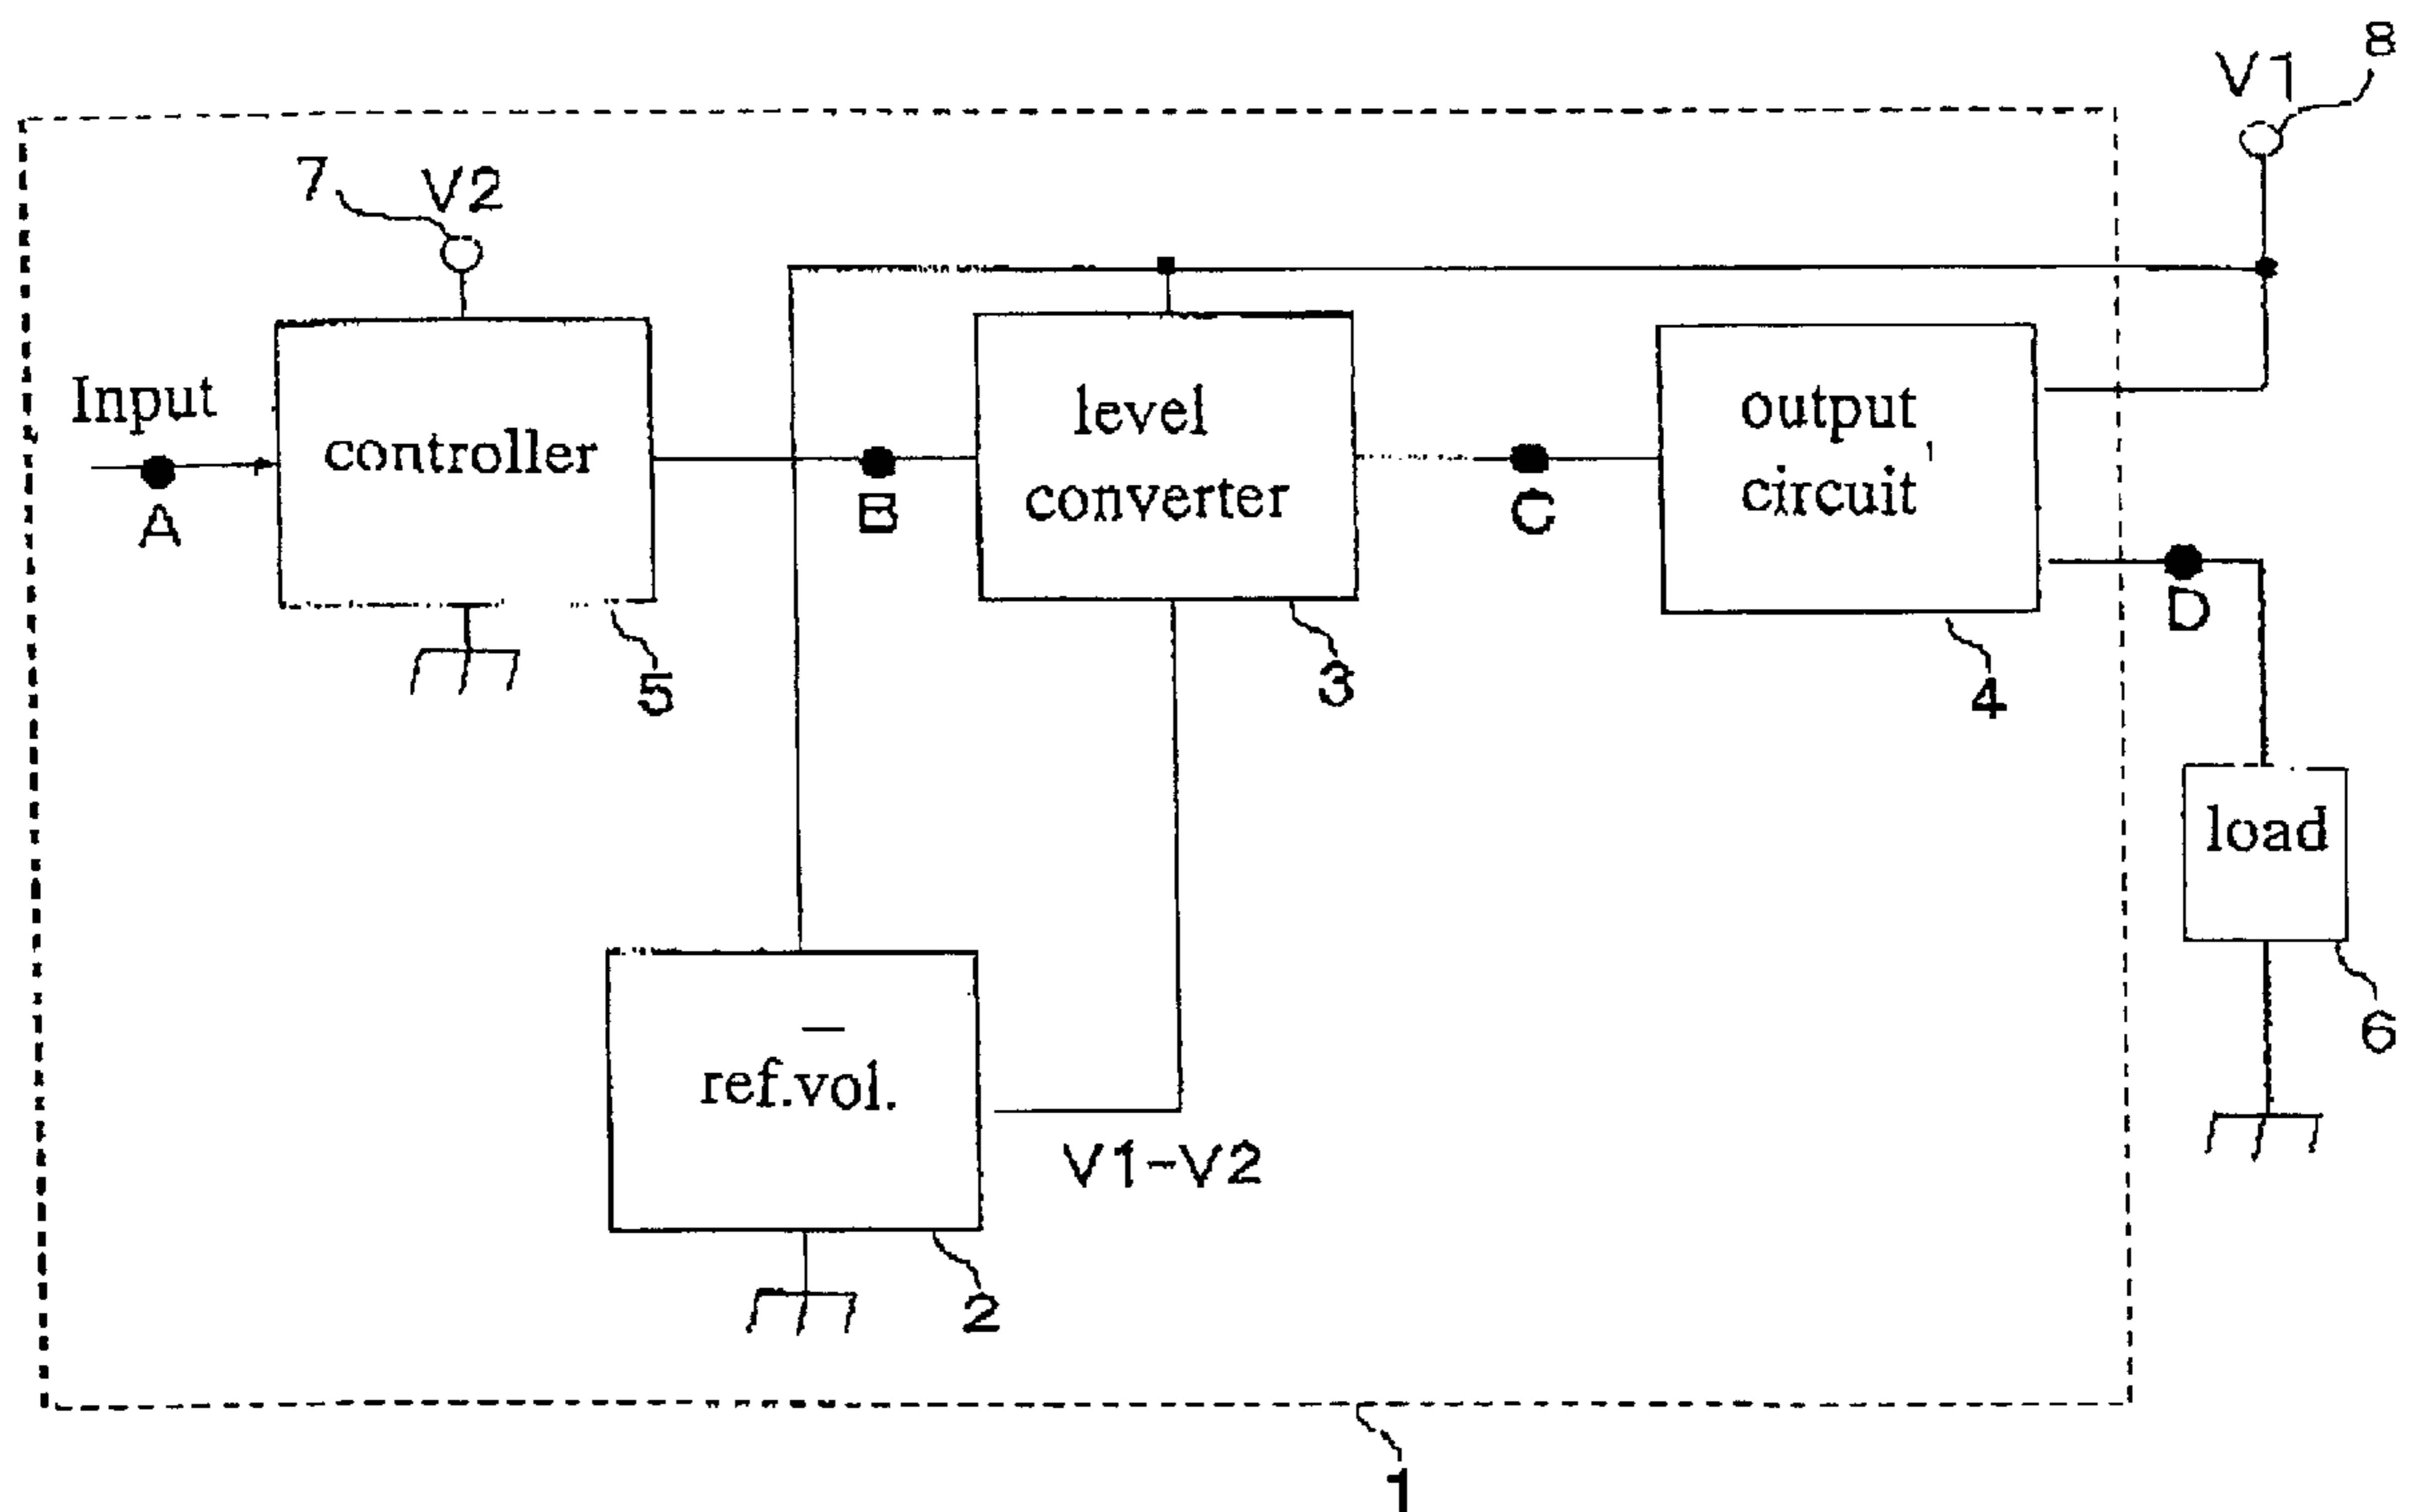 8
V1
7
V2
Input
A
controller
5
B
level
converter
3
C
output
circuit
4
D
load
6
ref.vol.
V1-V2
2
1